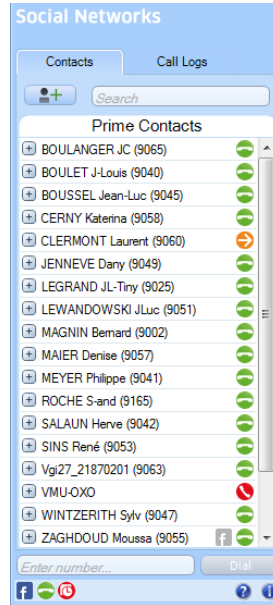 Social Networks
Contacts
Call Logs
Search
Prime Contacts
BOULANGER JC (9065)
BOULET J-Louis (9040)
BOUSSEL Jean-Luc (9045)
CERNY Katerina (9058)
CLERMONT Laurent (9060)
JENNEVE Dany (9049)
LEGRAND JL-Tiny (9025)
LEWANDOWSKI JLuc (9051)
MAGNIN Bernard (9002)
MAIER Denise (9057)
MEYER Philippe (9041)
ROCHE S-and (9165)
SALAUN Herve (9042)
SINS René (9053)
Vgi27_21870201 (9063)
VMU-OXO
WINTZERITH Sylv (9047)
ZAGHDOUD Moussa (9055)
Enter number...
Dial